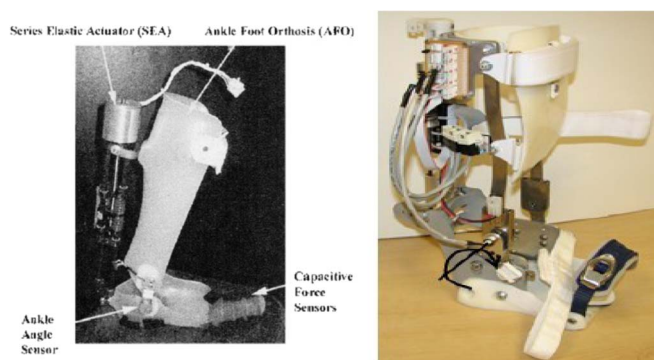 Series Elastic Actuator (SEA)
Ankle Foot Orthosis (AFO)
Capacitive
Force
Sensors
Ankle
Angle
Sensor